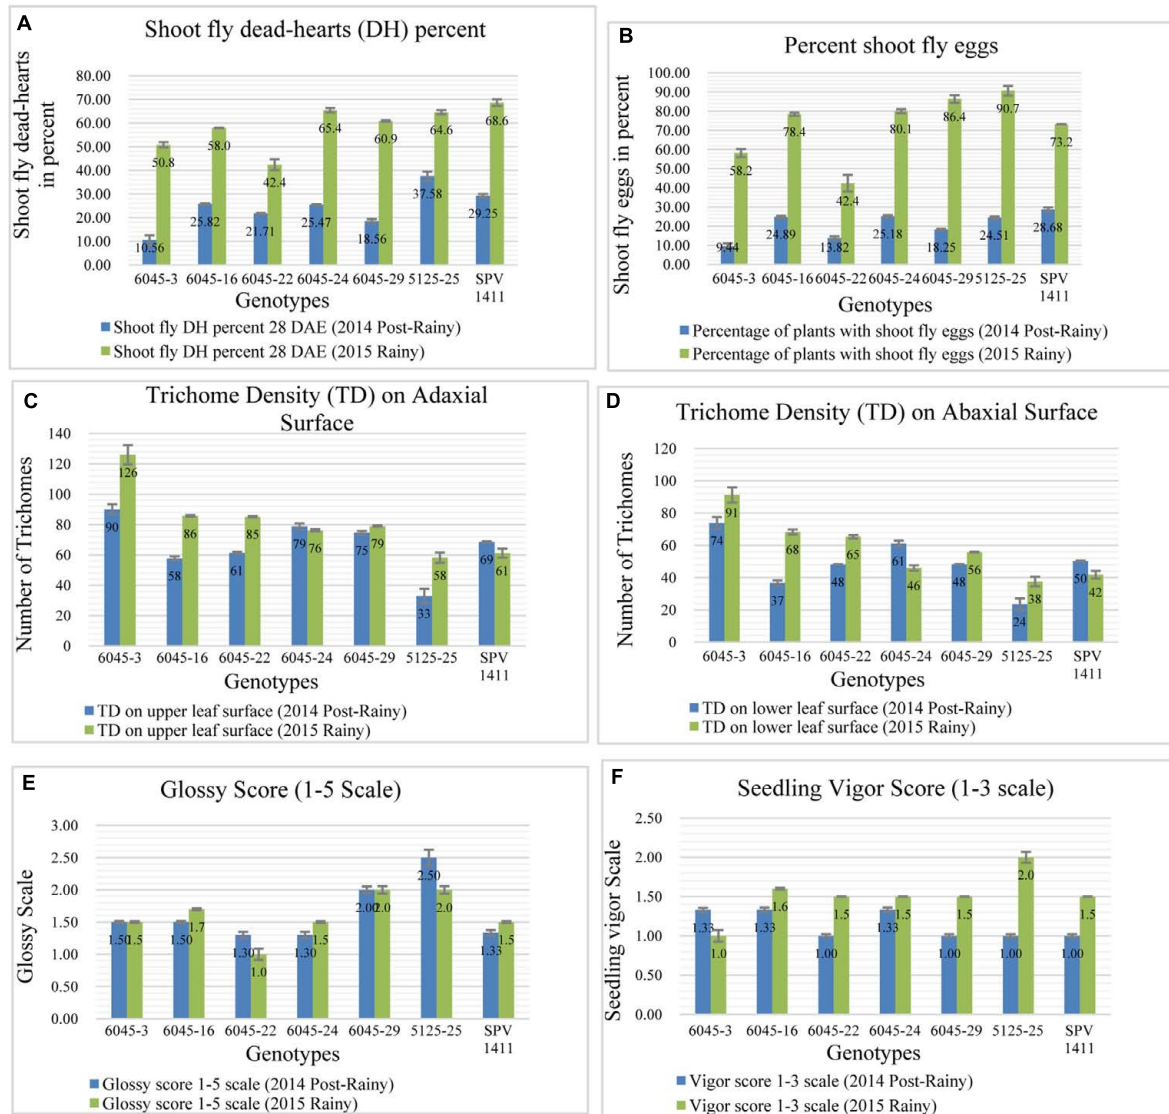 A
Shoot fly dead-hearts (DH) percent
Shoot fly dead-hearts
in percent
80.00
70.00
60.00
50.00
40.00
30.00
20.00
10.00
0.00
10.56 50.8 25.82 58.0 21.71 42.4 25.47 65.4 18.56 60.9 37.58 64.6 29.25 68.6
6045-3 6045-16 6045-22 6045-24 6045-29 5125-25 SPV
1411
Genotypes
Shoot fly DH percent 28 DAE (2014 Post-Rainy)
Shoot fly DH percent 28 DAE (2015 Rainy)
B
Percent shoot fly eggs
Shoot fly eggs in percent
100.00
90.00
80.00
70.00
60.00
50.00
40.00
30.00
20.00
10.00
0.00
9.44 58.2 24.89 78.4 13.82 42.4 25.18 80.1 18.25 86.4 24.51 90.7 28.68 73.2
6045-3 6045-16 6045-22 6045-24 6045-29 5125-25 SPV
1411
Genotypes
Percentage of plants with shoot fly eggs (2014 Post-Rainy)
Percentage of plants with shoot fly eggs (2015 Rainy)
C
Trichome Density (TD) on Adaxial
Surface
Number of Trichomes
140
120
100
80
60
40
20
0
90 126 58 86 61 85 79 76 75 79 33 58 69 61
6045-3 6045-16 6045-22 6045-24 6045-29 5125-25 SPV
1411
Genotypes
TD on upper leaf surface (2014 Post-Rainy)
TD on upper leaf surface (2015 Rainy)
D
Trichome Density (TD) on Abaxial Surface
Number of Trichomes
120
100
80
60
40
20
0
74 91 37 68 48 65 61 46 48 56 24 38 50 42
6045-3 6045-16 6045-22 6045-24 6045-29 5125-25 SPV
1411
Genotypes
TD on lower leaf surface (2014 Post-Rainy)
TD on lower leaf surface (2015 Rainy)
E
Glossy Score (1-5 Scale)
Glossy Scale
3.00
2.50
2.00
1.50
1.00
0.50
0.00
1.50 1.5 1.50 1.7 1.30 1.0 1.30 1.5 2.00 2.0 2.50 2.0 1.33 1.5
6045-3 6045-16 6045-22 6045-24 6045-29 5125-25 SPV
1411
Genotypes
Glossy score 1-5 scale (2014 Post-Rainy)
Glossy score 1-5 scale (2015 Rainy)
F
Seedling Vigor Score (1-3 scale)
Seedling vigor Scale
2.50
2.00
1.50
1.00
0.50
0.00
1.33 1.0 1.33 1.6 1.00 1.5 1.33 1.5 1.00 1.5 1.00 2.0 1.00 1.5
6045-3 6045-16 6045-22 6045-24 6045-29 5125-25 SPV
1411
Genotypes
Vigor score 1-3 scale (2014 Post-Rainy)
Vigor score 1-3 scale (2015 Rainy)